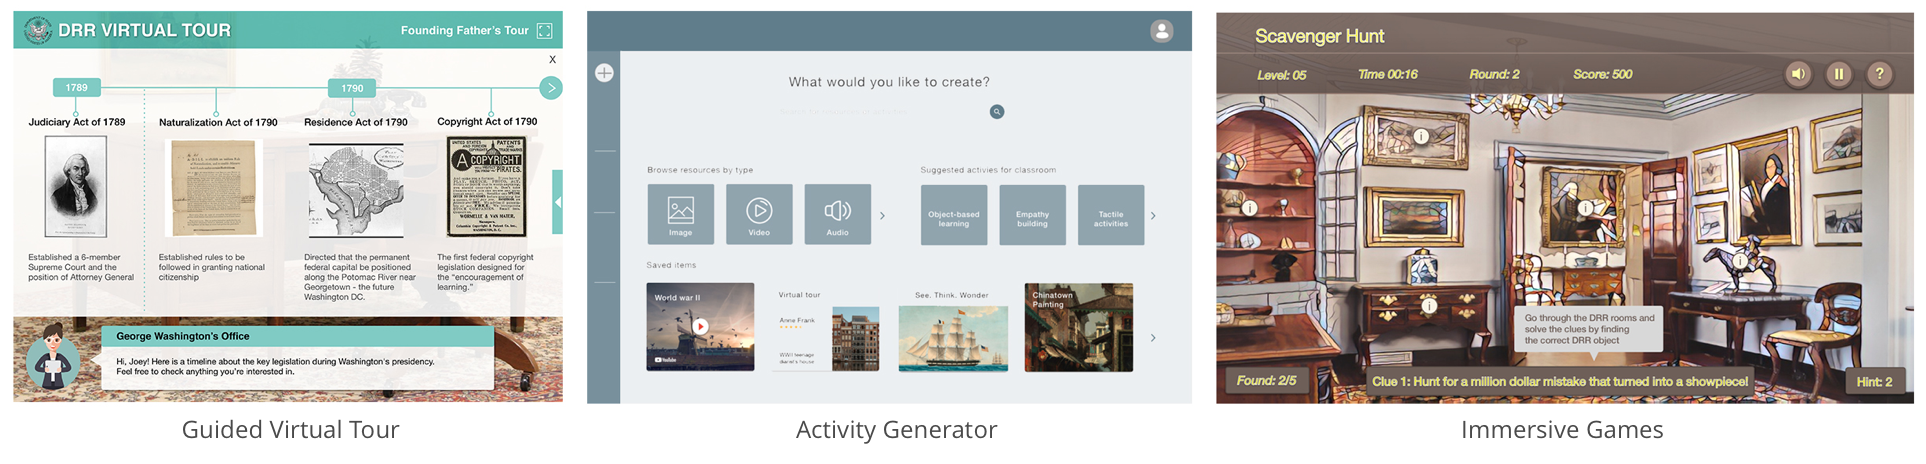 DRR VIRTUAL TOUR
Founding Father's Tour
X
1789
1790
Judiciary Act of 1789
Naturalization Act of 1790
Residence Act of 1790
Copyright Act of 1790
UNITED STATES
AND FOREIGN
COPYRIGHTS
PATENTS
AND TRADE
MARKS
A COPYRIGHT
PIRATES.
Established a 6-member
Supreme Court and the
position of Attorney General
Established rules to be
followed in granting national
citizenship
Directed that the permanent
federal capital be positioned
along the Potomac River near
Georgetown - the future
Washington DC.
The first federal copyright
legislation designed for
the "encouragement of
learning."
George Washington's Office
Hi, Joey! Here is a timeline about the key legislation during Washington's presidency.
Feel free to check anything you're interested in.
Guided Virtual Tour
What would you like to create?
Browse resources by type
Image
Video
Audio
Suggested activies for classroom
Object-based
learning
Empathy
building
Tactile
activities
Saved items
World war II
YouTube
Virtual tour
Anne Frank
WWII teenage
diarist's house
See, Think, Wonder
Chinatown
Painting
Activity Generator
Scavenger Hunt
Level: 05
Time 00:16
Round: 2
Score: 500
?
Go through the DRR rooms and
solve the clues by finding
the correct DRR object
Found: 2/5
Clue 1: Hunt for a million dollar mistake that turned into a showpiece!
Hint: 2
Immersive Games